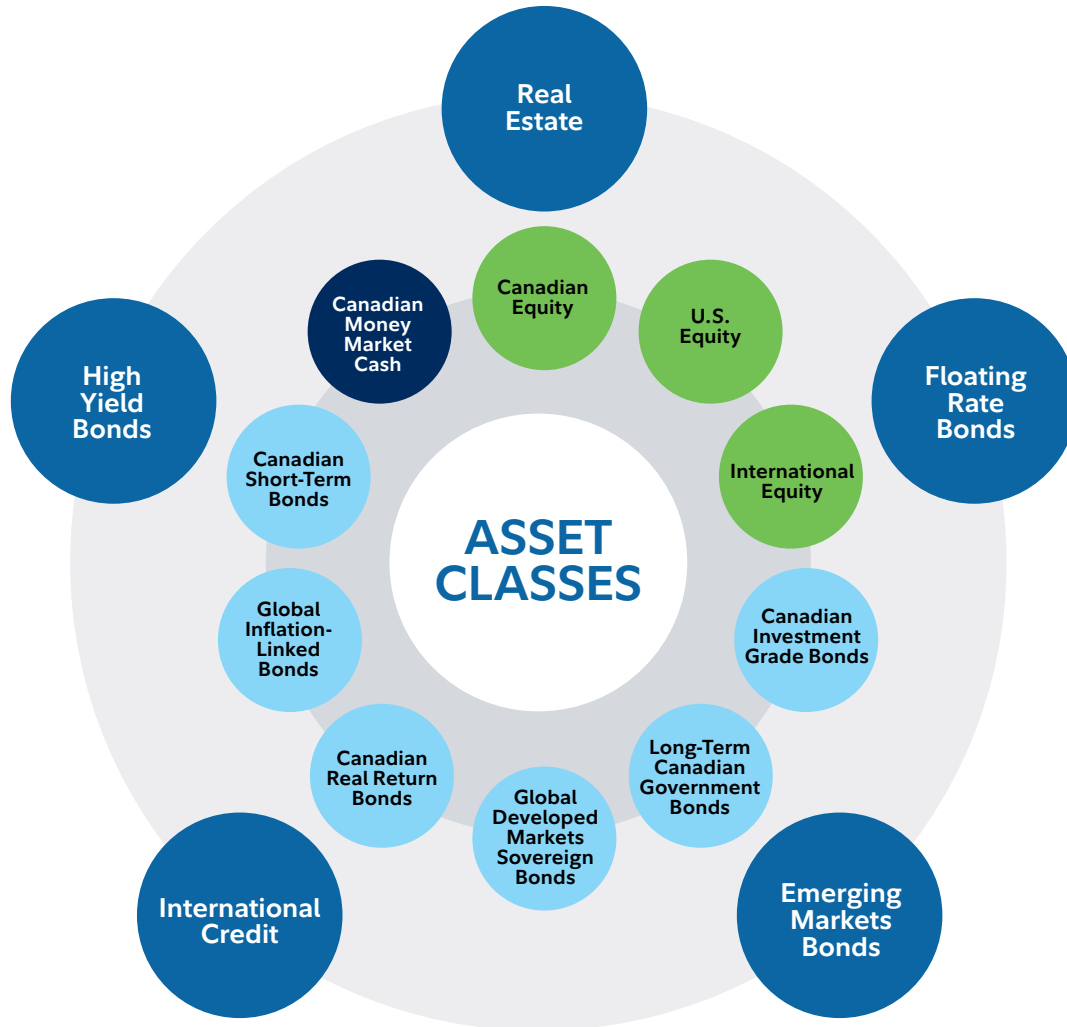 Real
Estate
Canadian
Equity
Canadian
Money
Market
Cash
U.S.
Equity
High
Yield
Bonds
Floating
Rate
Bonds
Canadian
Short-Term
Bonds
International
Equity
ASSET
CLASSES
Global
Inflation-
Linked
Bonds
Canadian
Investment
Grade Bonds
Canadian
Real Return
Bonds
Global
Developed
Markets
Sovereign
Bonds
Long-Term
Canadian
Government
Bonds
International
Credit
Emerging
Markets
Bonds